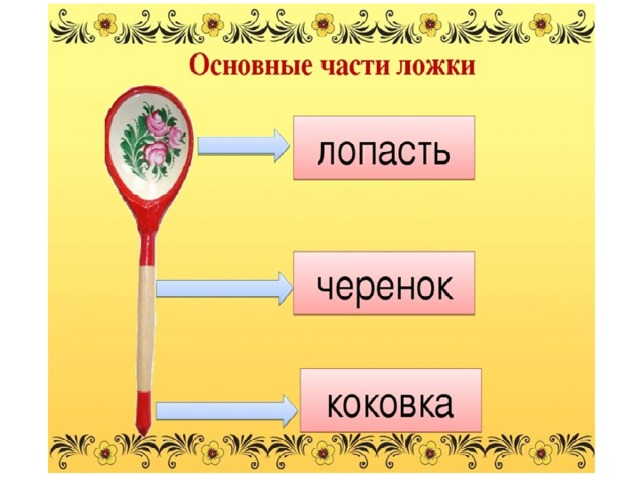 Основные части ложки
лопасть
черенок
коковка